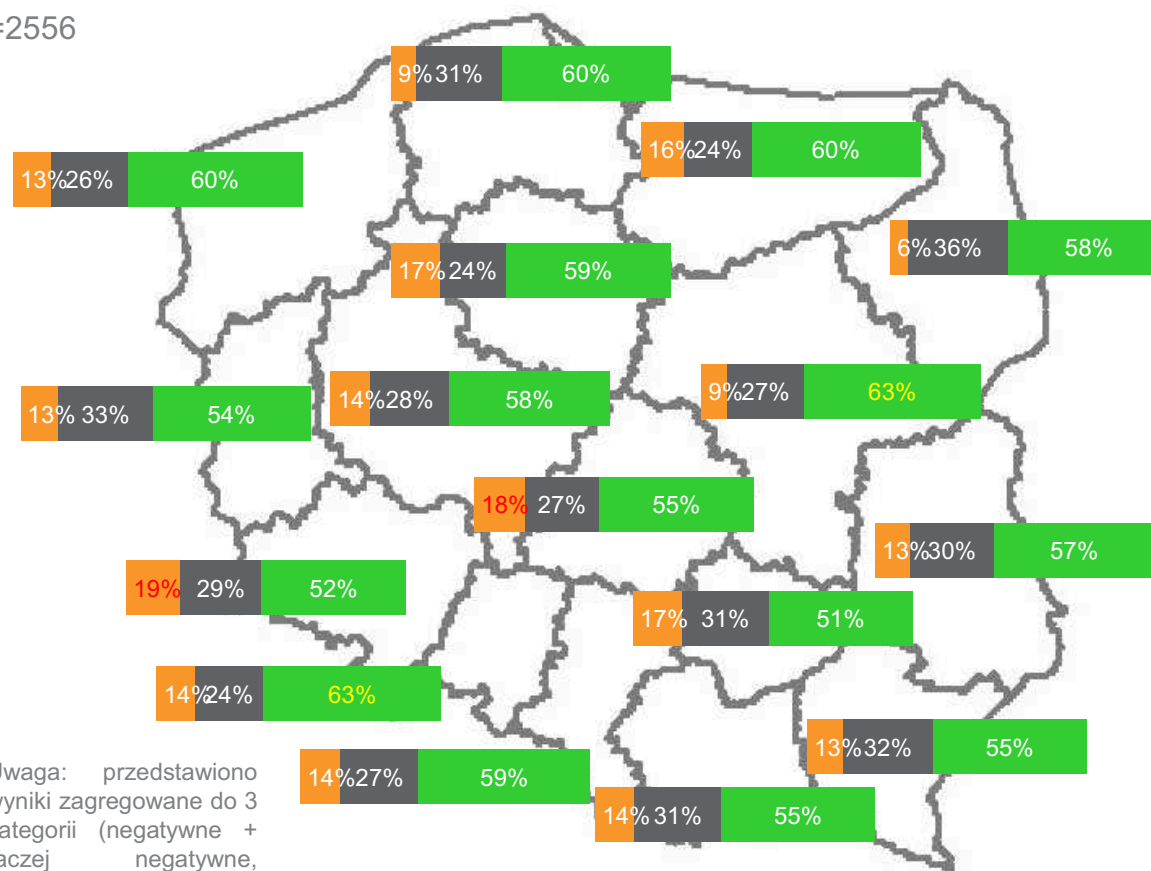 =2556
9% 31% 60%
16% 24% 60%
13% 26% 60%
6% 36% 58%
17% 24% 59%
9% 27% 63%
14% 28% 58%
13% 33% 54%
18% 27% 55%
13% 30% 57%
19% 29% 52%
17% 31% 51%
14% 24% 63%
13% 32% 55%
14% 27% 59%
14% 31% 55%
Uwaga: przedstawiono
wyniki zagregowane do 3
kategorii (negatywne +
raczej negatywne,